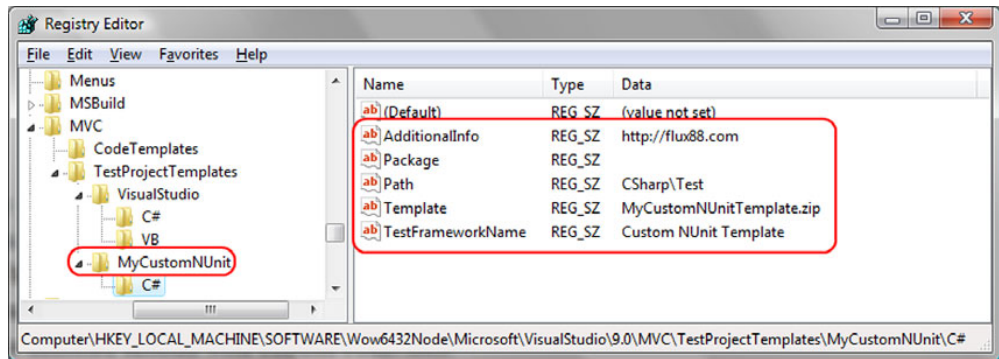 Registry Editor
File Edit View Favorites Help
Menus
MSBuild
MVC
CodeTemplates
TestProjectTemplates
VisualStudio
C#
VB
MyCustomNUnit
C#
Name Type Data
ab (Default) REG_SZ (value not set)
ab AdditionalInfo REG_SZ http://flux88.com
ab Package REG_SZ
ab Path REG_SZ CSharp\Test
ab Template REG_SZ MyCustomNUnitTemplate.zip
ab TestFrameworkName REG_SZ Custom NUnit Template
Computer\HKEY_LOCAL_MACHINE\SOFTWARE\Wow6432Node\Microsoft\VisualStudio\9.0\MVC\TestProjectTemplates\MyCustomNUnit\C#